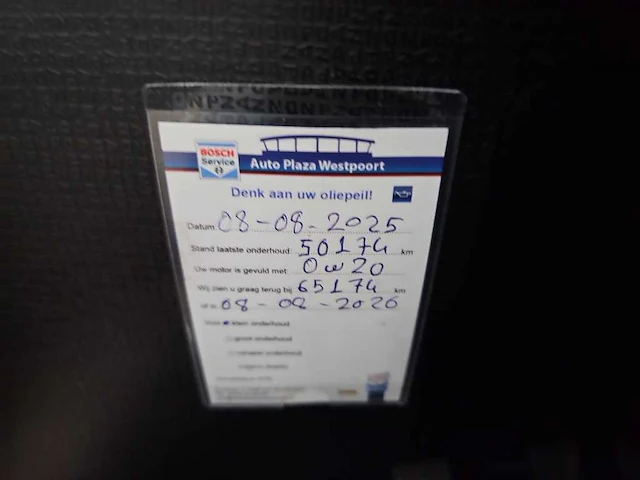 BOSCH
Service
Auto Plaza Westpoort
Denk aan uw oliepeil!
Datum: 08-08-2025
Stand laatste onderhoud: 50174 km
Uw motor is gevuld met: 0w20
Wij zien u graag terug bij 65174 km
of in 08-08-2026
Voor klein onderhoud
groot onderhoud